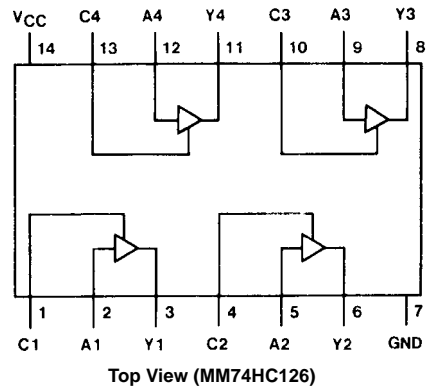 VCC C4 A4 Y4 C3 A3 Y3
14 13 12 11 10 9 8
1 2 3 4 5 6 7
C1 A1 Y1 C2 A2 Y2 GND
Top View (MM74HC126)